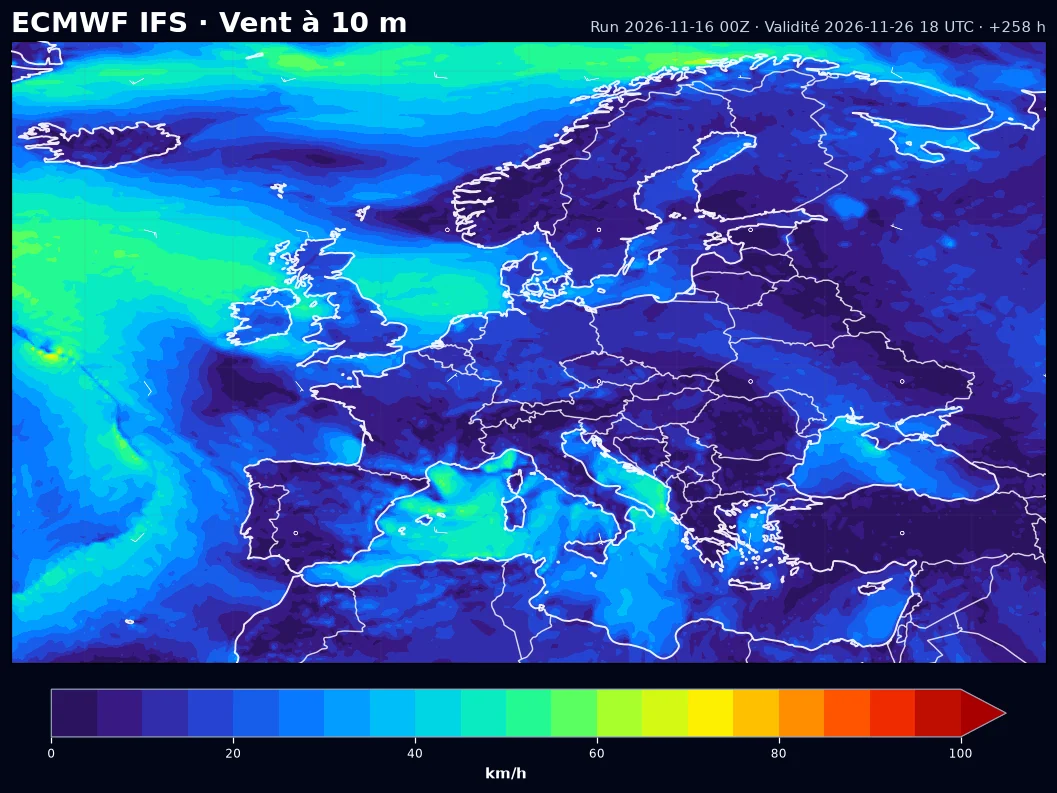 ECMWF IFS · Vent à 10 m
Run 2026-11-16 00Z · Validité 2026-11-26 18 UTC · +258 h
0 20 40 60 80 100
km/h